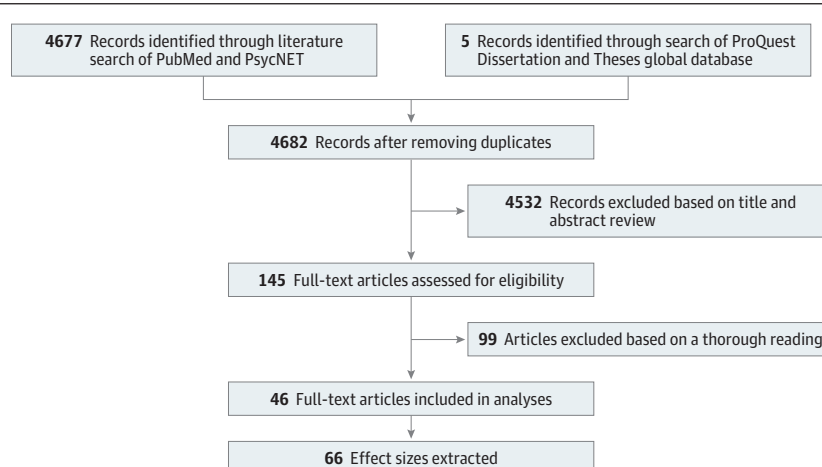 4677 Records identified through literature
search of PubMed and PsycNET
5 Records identified through search of ProQuest
Dissertation and Theses global database
4682 Records after removing duplicates
4532 Records excluded based on title and
abstract review
145 Full-text articles assessed for eligibility
99 Articles excluded based on a thorough reading
46 Full-text articles included in analyses
66 Effect sizes extracted